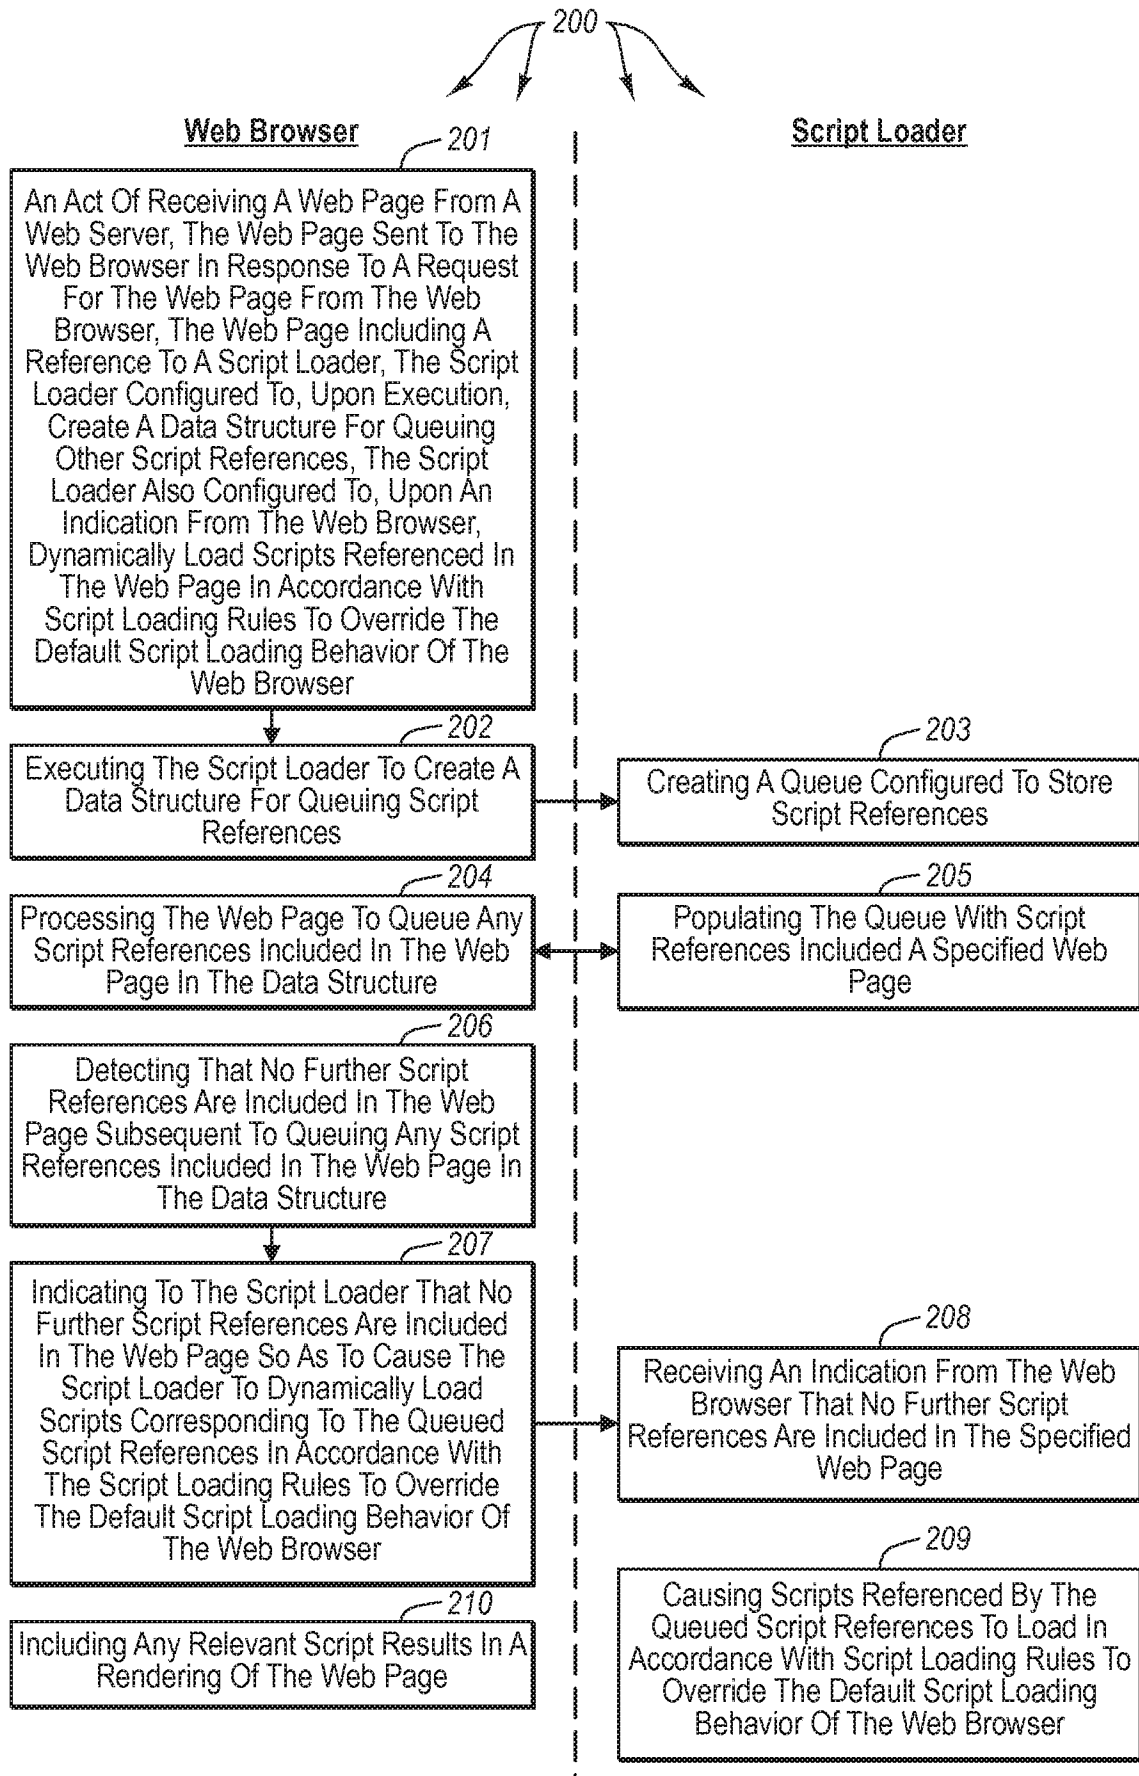 200
Web Browser
Script Loader
201
An Act Of Receiving A Web Page From A
Web Server, The Web Page Sent To The
Web Browser In Response To A Request
For The Web Page From The Web
Browser, The Web Page Including A
Reference To A Script Loader, The Script
Loader Configured To, Upon Execution,
Create A Data Structure For Queuing
Other Script References, The Script
Loader Also Configured To, Upon An
Indication From The Web Browser,
Dynamically Load Scripts Referenced In
The Web Page In Accordance With
Script Loading Rules To Override The
Default Script Loading Behavior Of The
Web Browser
202
Executing The Script Loader To Create A
Data Structure For Queuing Script
References
203
Creating A Queue Configured To Store
Script References
204
Processing The Web Page To Queue Any
Script References Included In The Web
Page In The Data Structure
205
Populating The Queue With Script
References Included A Specified Web
Page
206
Detecting That No Further Script
References Are Included In The Web
Page Subsequent To Queuing Any Script
References Included In The Web Page In
The Data Structure
207
Indicating To The Script Loader That No
Further Script References Are Included
In The Web Page So As To Cause The
Script Loader To Dynamically Load
Scripts Corresponding To The Queued
Script References In Accordance With
The Script Loading Rules To Override
The Default Script Loading Behavior Of
The Web Browser
208
Receiving An Indication From The Web
Browser That No Further Script
References Are Included In The Specified
Web Page
209
Causing Scripts Referenced By The
Queued Script References To Load In
Accordance With Script Loading Rules To
Override The Default Script Loading
Behavior Of The Web Browser
210
Including Any Relevant Script Results In A
Rendering Of The Web Page